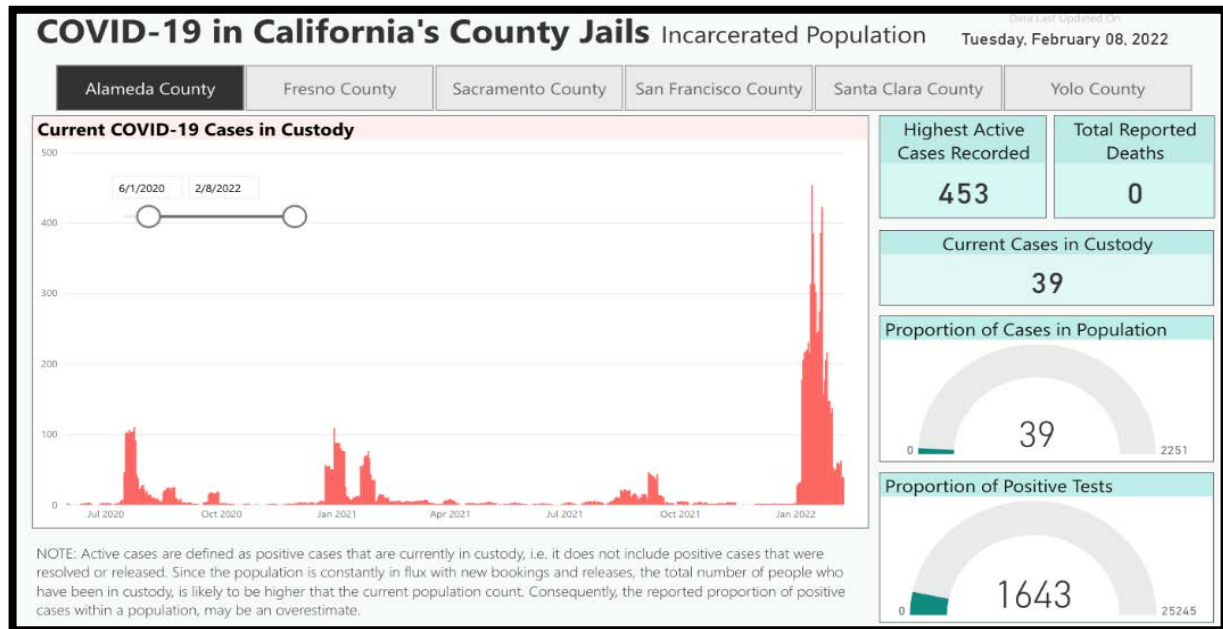 COVID-19 in California's County Jails Incarcerated Population
Data Last Updated On
Tuesday, February 08, 2022
Alameda County
Fresno County
Sacramento County
San Francisco County
Santa Clara County
Yolo County
Current COVID-19 Cases in Custody
500
6/1/2020
2/8/2022
400
300
200
100
0
Jul 2020
Oct 2020
Jan 2021
Apr 2021
Jul 2021
Oct 2021
Jan 2022
Highest Active
Cases Recorded
453
Total Reported
Deaths
0
Current Cases in Custody
39
Proportion of Cases in Population
39
0
2251
Proportion of Positive Tests
1643
0
25245
NOTE: Active cases are defined as positive cases that are currently in custody, i.e. it does not include positive cases that were
resolved or released. Since the population is constantly in flux with new bookings and releases, the total number of people who
have been in custody, is likely to be higher that the current population count. Consequently, the reported proportion of positive
cases within a population, may be an overestimate.